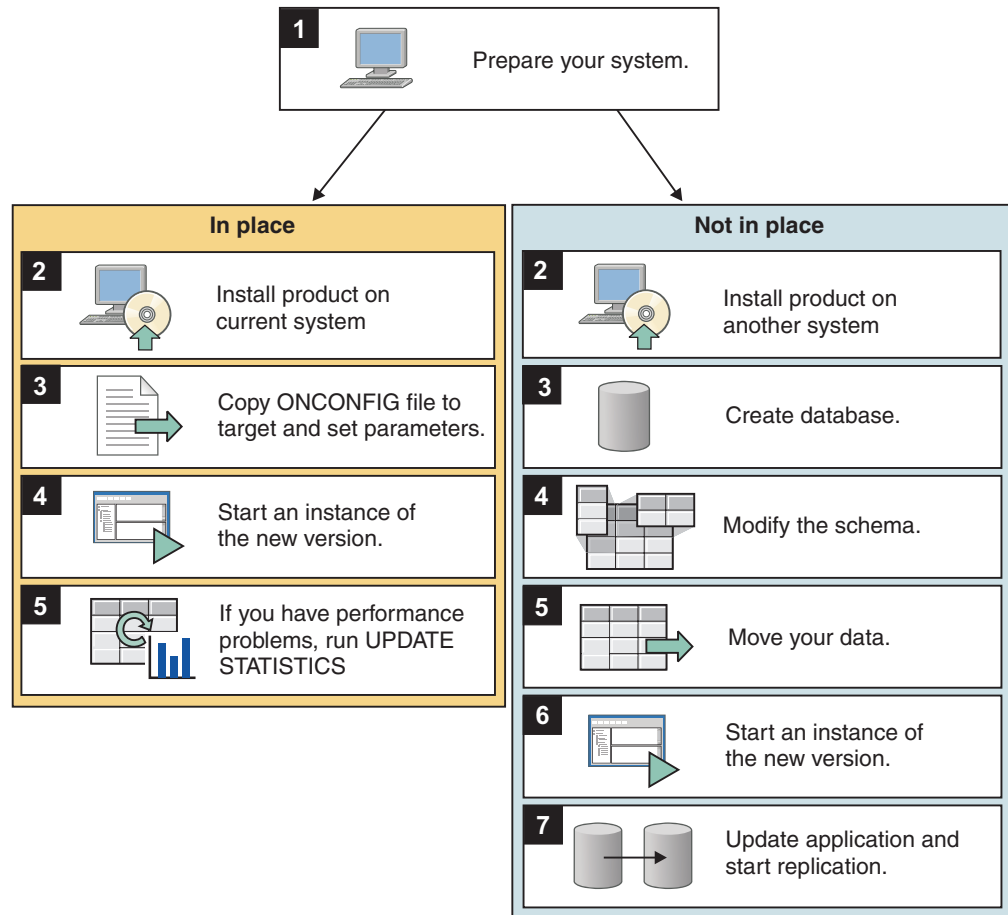 1
Prepare your system.
In place
2
Install product on
current system
3
Copy ONCONFIG file to
target and set parameters.
4
Start an instance of
the new version.
5
If you have performance
problems, run UPDATE
STATISTICS
Not in place
2
Install product on
another system
3
Create database.
4
Modify the schema.
5
Move your data.
6
Start an instance of
the new version.
7
Update application and
start replication.